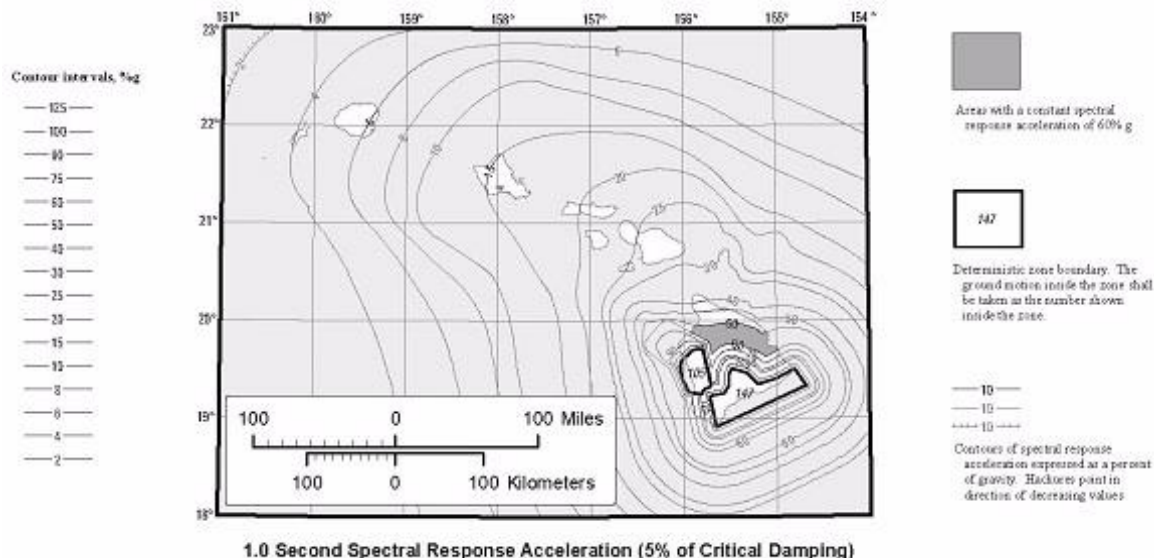 161° 160° 159° 158° 157° 156° 155° 154°
23°
22°
21°
20°
19°
18°
Contour intervals, %g
125
100
90
75
60
50
40
30
25
20
15
10
8
6
4
2
15
20
25
50
60
105
147
100 0 100 Miles
100 0 100 Kilometers
Areas with a constant spectral
response acceleration of 60% g
147
Deterministic zone boundary. The
ground motion inside the zone shall
be taken as the number shown
inside the zone.
10
10
10
Contours of spectral response
acceleration expressed as a percent
of gravity. Hachures point in
direction of decreasing values
1.0 Second Spectral Response Acceleration (5% of Critical Damping)